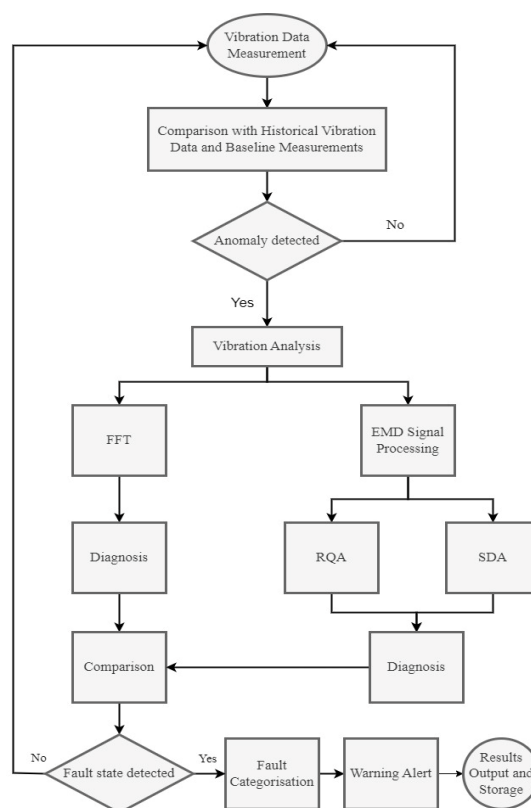 Vibration Data
Measurement
Comparison with Historical Vibration
Data and Baseline Measurements
Anomaly detected
No
Yes
Vibration Analysis
FFT
EMD Signal
Processing
Diagnosis
RQA
SDA
Comparison
Diagnosis
No
Fault state detected
Yes
Fault
Categorisation
Warning Alert
Results
Output and
Storage